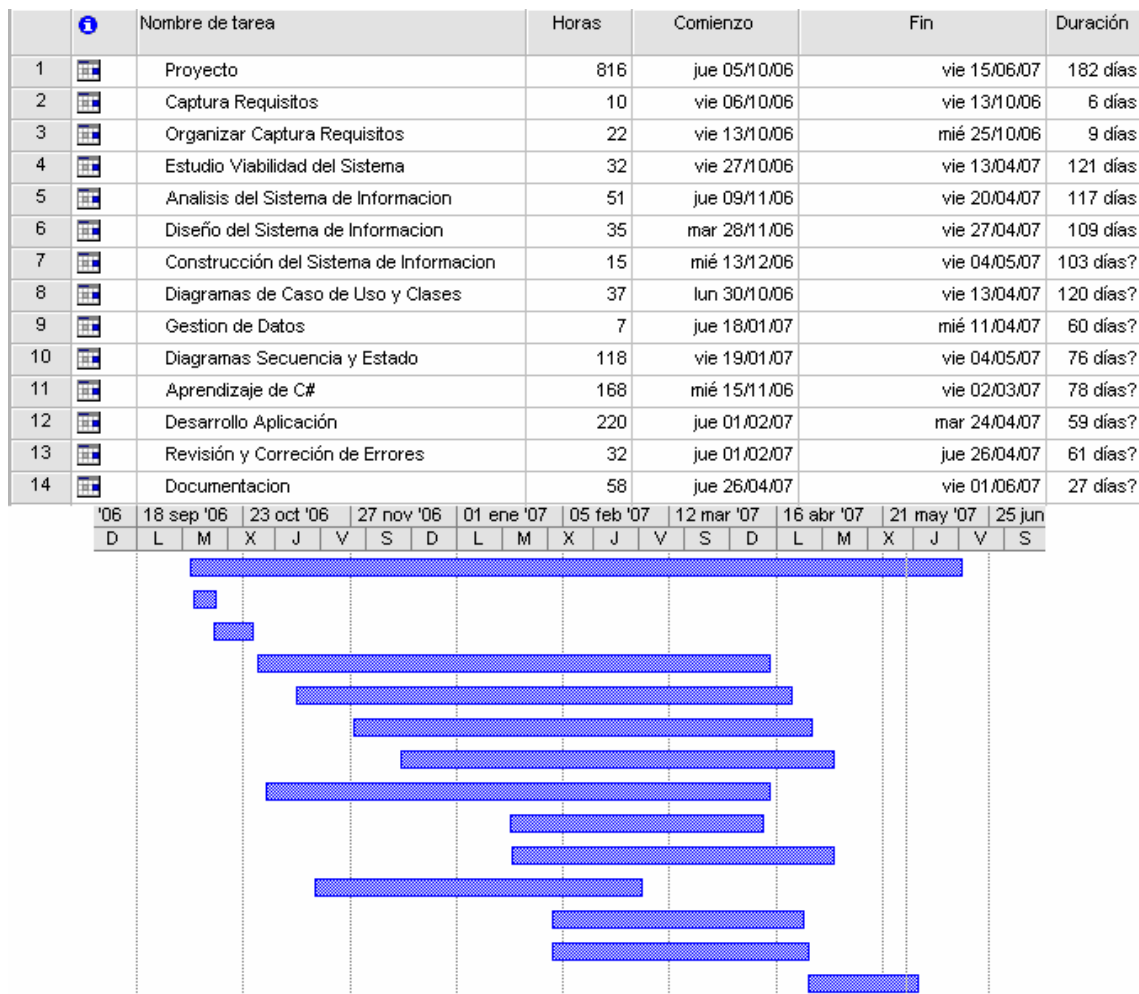 Nombre de tarea Horas Comienzo Fin Duración
1 Proyecto 816 jue 05/10/06 vie 15/06/07 182 días
2 Captura Requisitos 10 vie 06/10/06 vie 13/10/06 6 días
3 Organizar Captura Requisitos 22 vie 13/10/06 mié 25/10/06 9 días
4 Estudio Viabilidad del Sistema 32 vie 27/10/06 vie 13/04/07 121 días
5 Analisis del Sistema de Informacion 51 jue 09/11/06 vie 20/04/07 117 días
6 Diseño del Sistema de Informacion 35 mar 28/11/06 vie 27/04/07 109 días
7 Construcción del Sistema de Informacion 15 mié 13/12/06 vie 04/05/07 103 días?
8 Diagramas de Caso de Uso y Clases 37 lun 30/10/06 vie 13/04/07 120 días?
9 Gestion de Datos 7 jue 18/01/07 mié 11/04/07 60 días?
10 Diagramas Secuencia y Estado 118 vie 19/01/07 vie 04/05/07 76 días?
11 Aprendizaje de C# 168 mié 15/11/06 vie 02/03/07 78 días?
12 Desarrollo Aplicación 220 jue 01/02/07 mar 24/04/07 59 días?
13 Revisión y Correción de Errores 32 jue 01/02/07 jue 26/04/07 61 días?
14 Documentacion 58 jue 26/04/07 vie 01/06/07 27 días?
'06 18 sep '06 23 oct '06 27 nov '06 01 ene '07 05 feb '07 12 mar '07 16 abr '07 21 may '07 25 jun
D L M X J V S D L M X J V S D L M X J V S